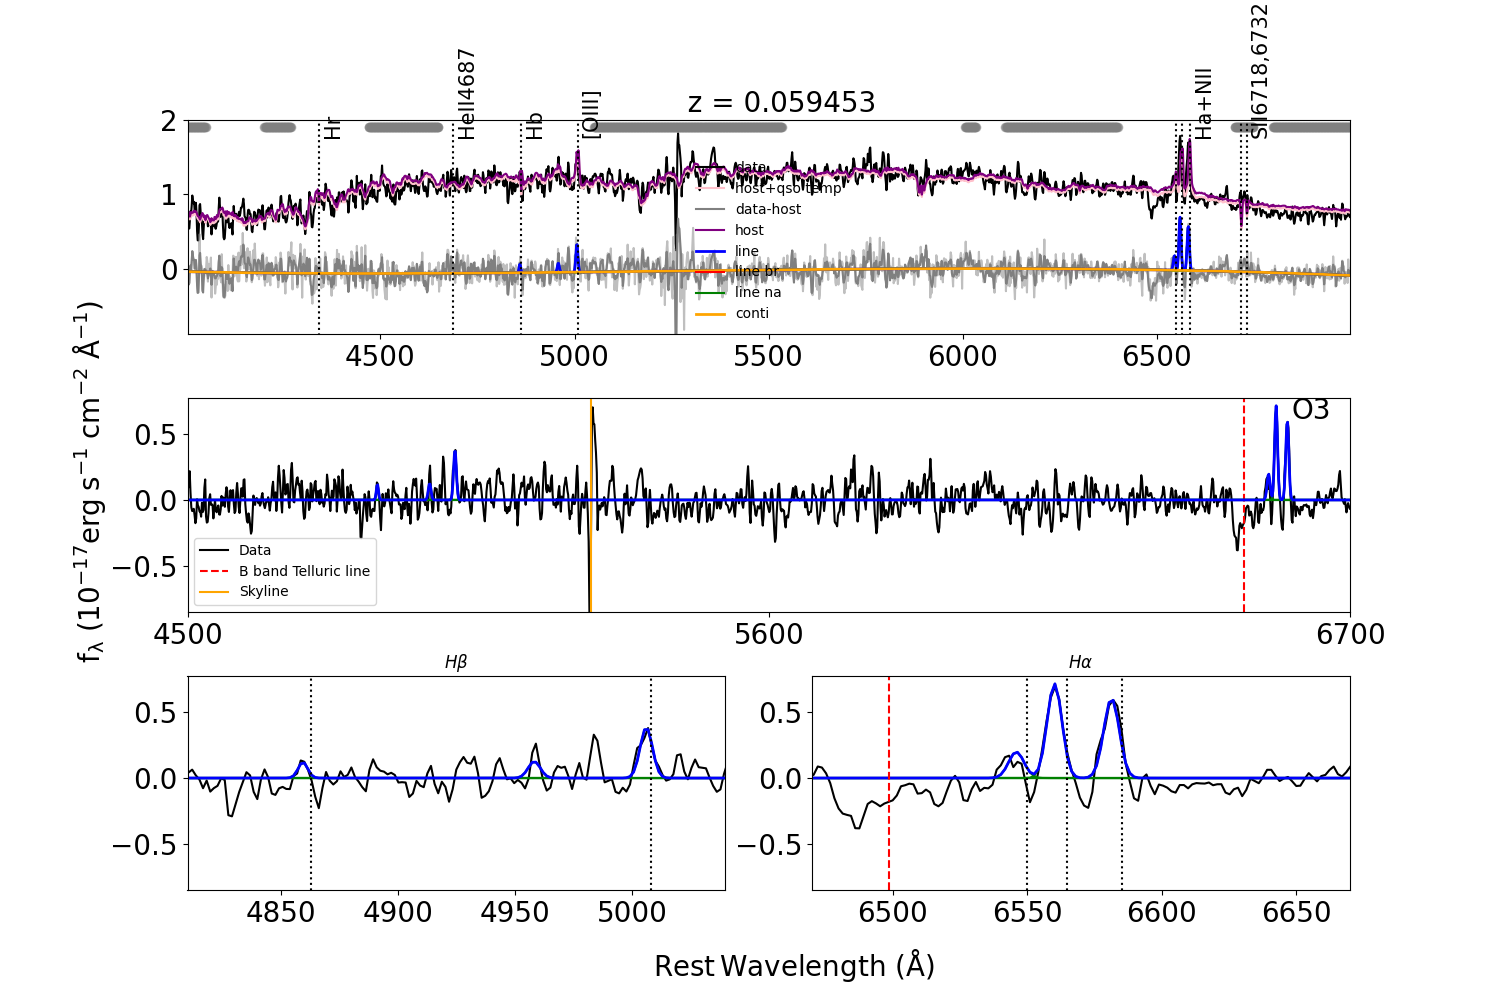 z = 0.059453
Hr
HeII4687
Hb
[OIII]
Ha+NII
SII6718,6732
2
1
0
data
host+qso temp
data-host
host
line
line br
line na
conti
4500 5000 5500 6000 6500
fλ (10⁻¹⁷erg s⁻¹ cm⁻² Å⁻¹)
O3
0.5
0.0
−0.5
Data
B band Telluric line
Skyline
4500 5600 6700
Hβ
0.5
0.0
−0.5
4850 4900 4950 5000
Hα
0.5
0.0
−0.5
6500 6550 6600 6650
Rest Wavelength (Å)